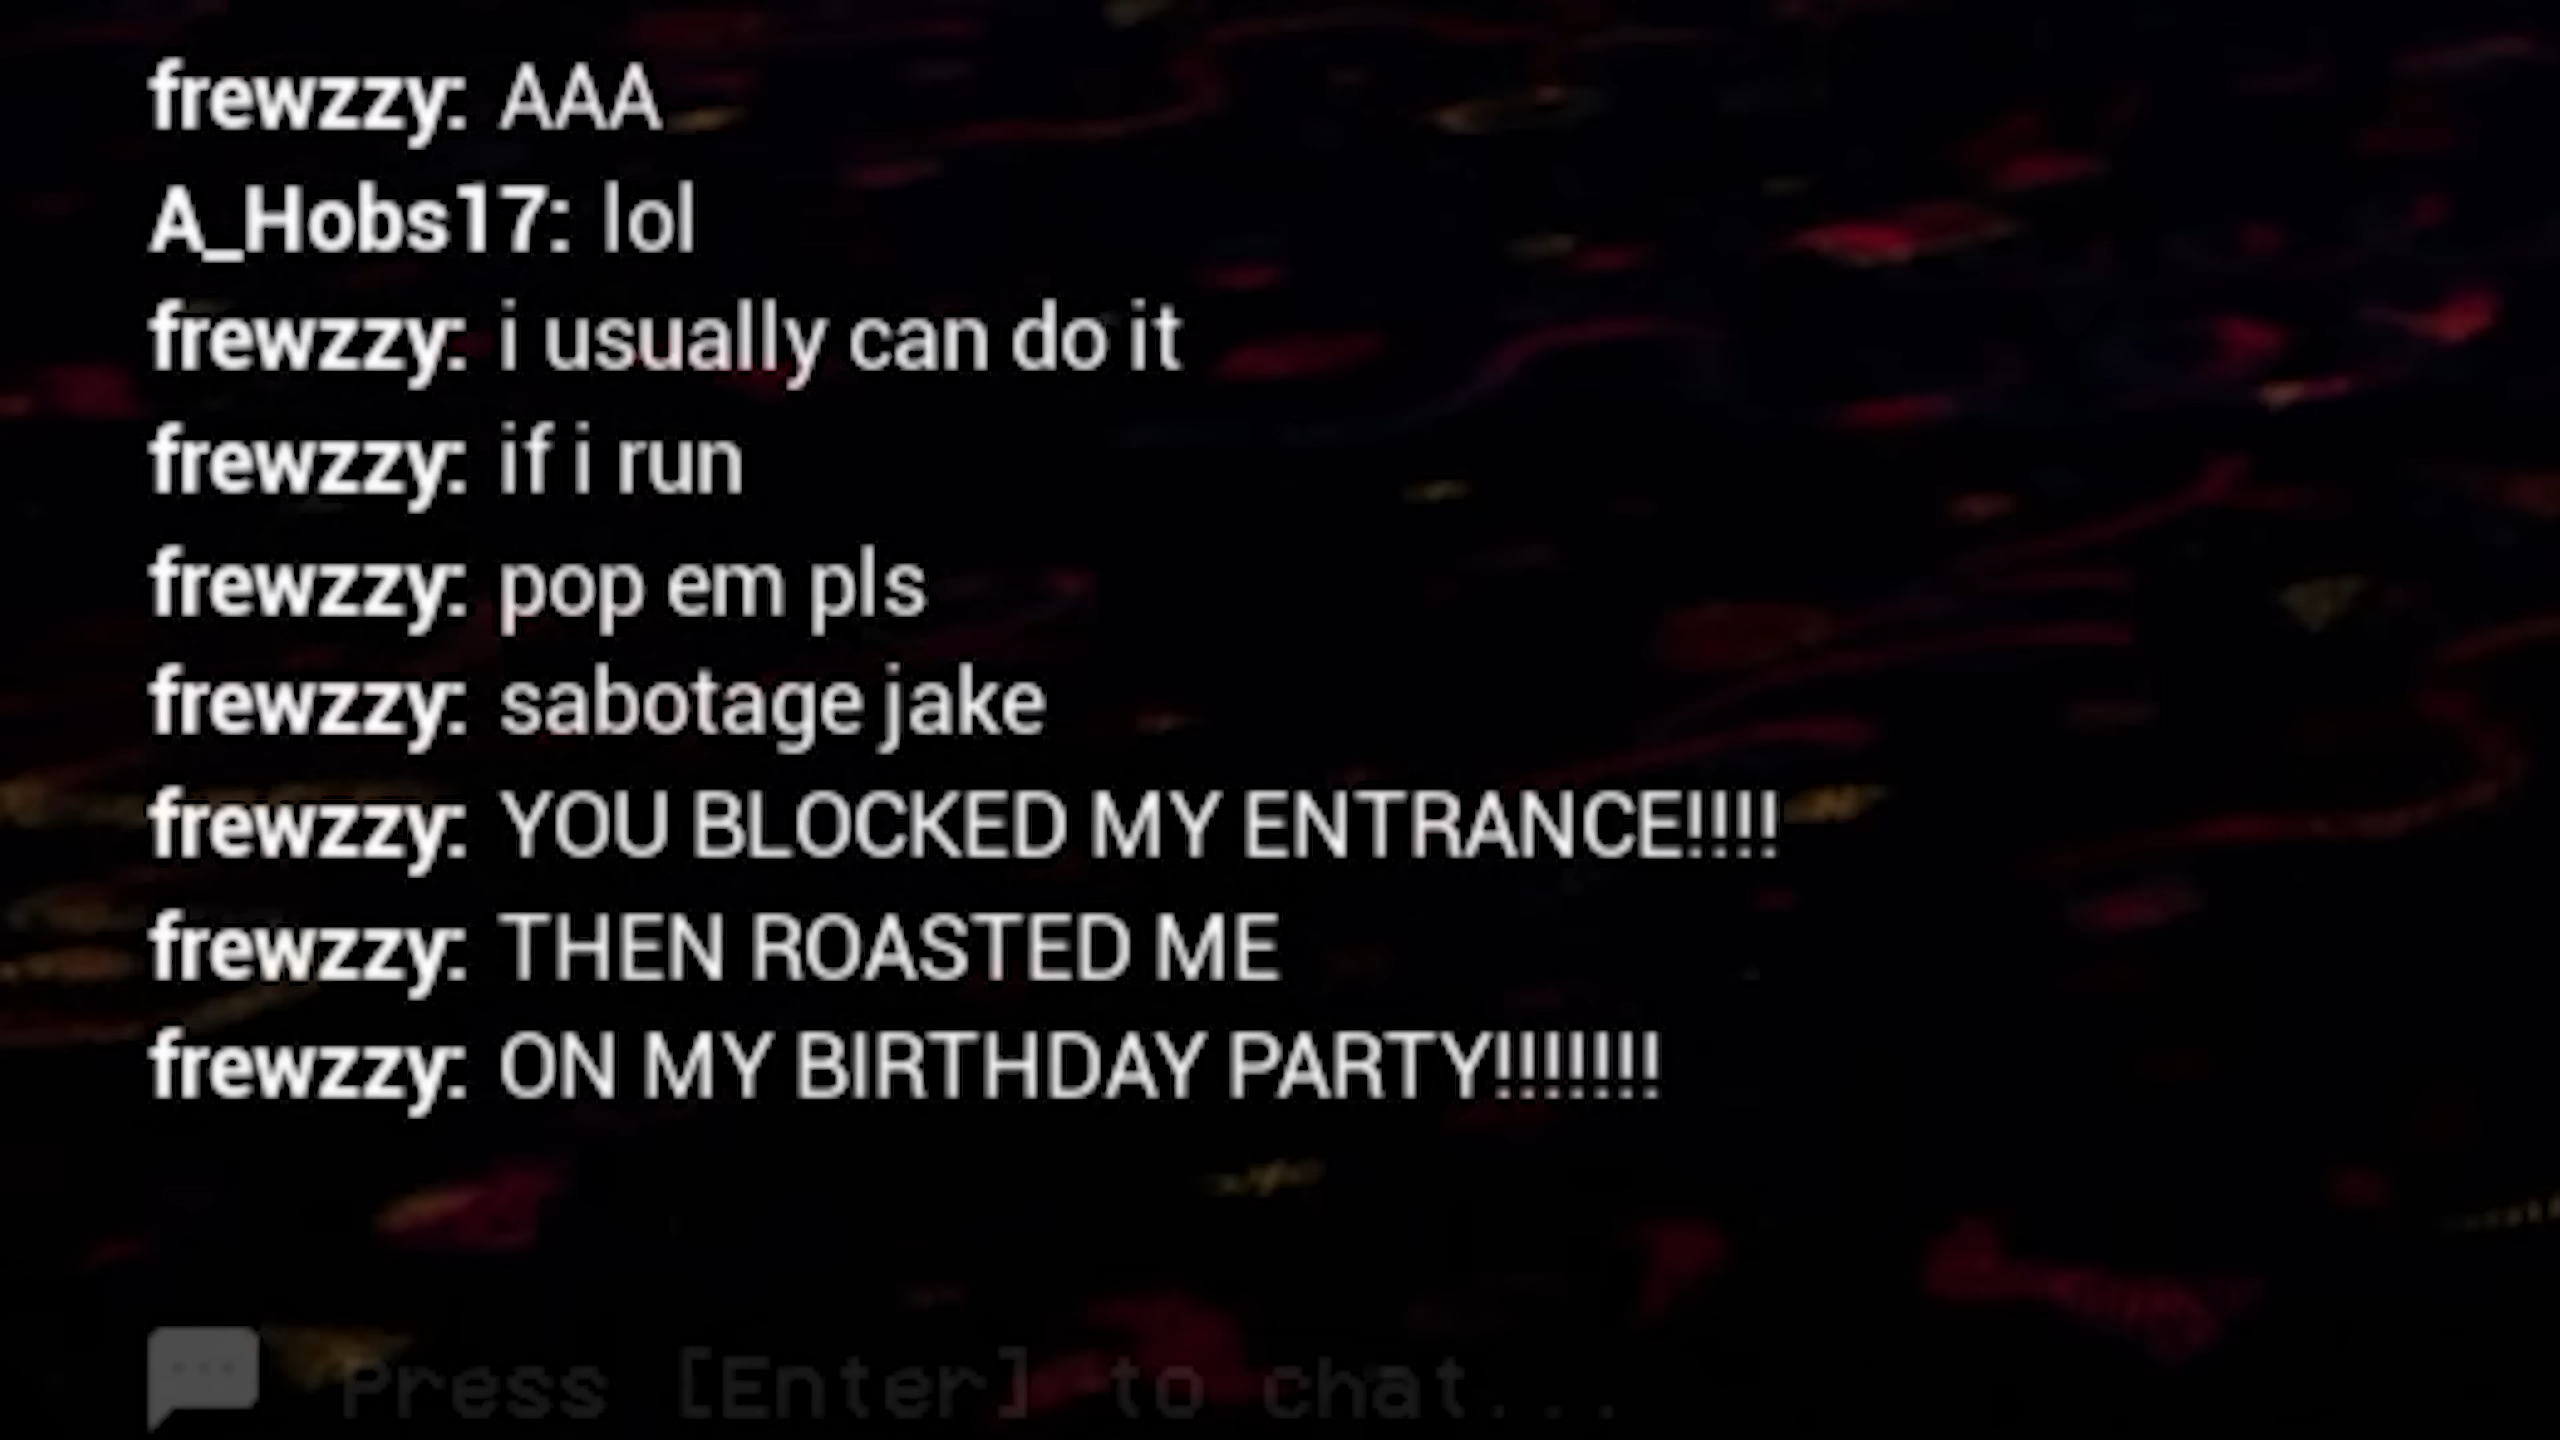 frewzzy: AAA
A_Hobs17: lol
frewzzy: i usually can do it
frewzzy: if i run
frewzzy: pop em pls
frewzzy: sabotage jake
frewzzy: YOU BLOCKED MY ENTRANCE!!!!
frewzzy: THEN ROASTED ME
frewzzy: ON MY BIRTHDAY PARTY!!!!!!!
Press [Enter] to chat...